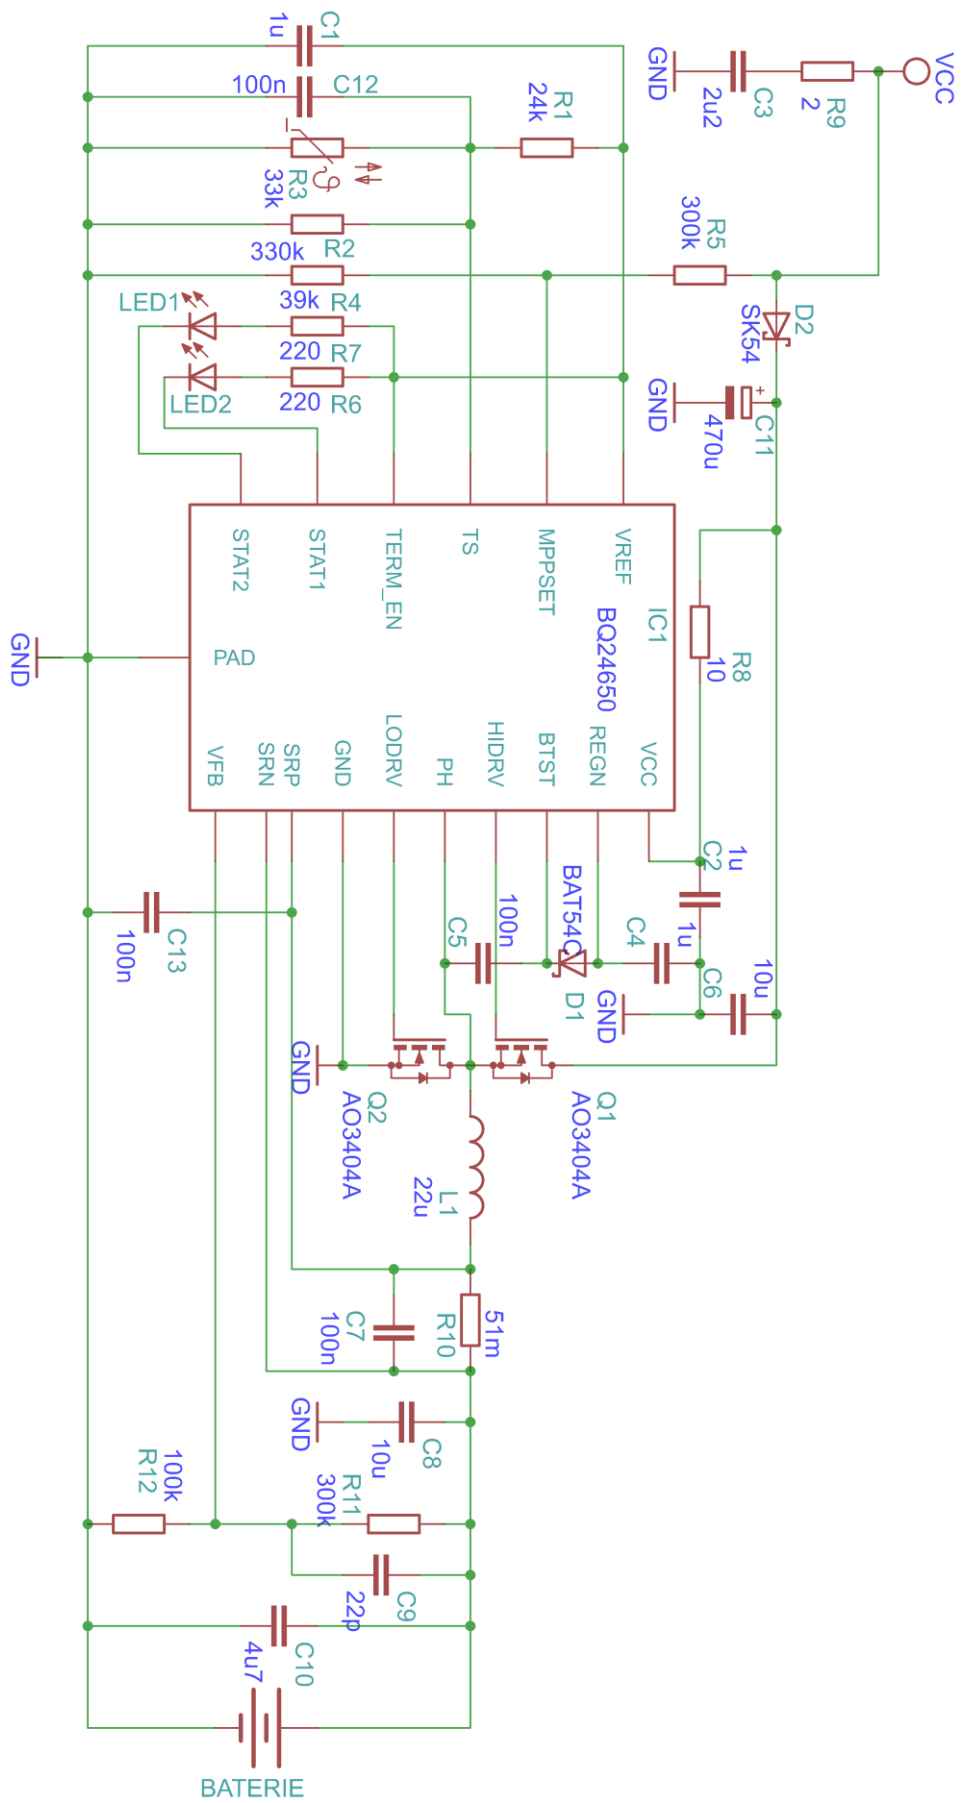 C1
1u
C12
100n
R1
24k
GND
C3
2u2
R9
2
VCC
R3
33k
R2
330k
R5
300k
R4
39k
LED1
R7
220
LED2
R6
220
D2
SK54
GND
+
C11
470u
STAT2
STAT1
TERM_EN
TS
MPPSET
VREF
IC1
BQ24650
R8
10
GND
PAD
VFB
SRN
SRP
GND
LODRV
PH
HIDRV
BTST
REGN
VCC
C2
1u
C13
100n
C5
100n
BAT54C
D1
C4
1u
C6
10u
GND
GND
Q2
AO3404A
Q1
AO3404A
L1
22u
C7
100n
R10
51m
GND
C8
10u
R12
100k
R11
300k
C9
22p
C10
4u7
BATERIE